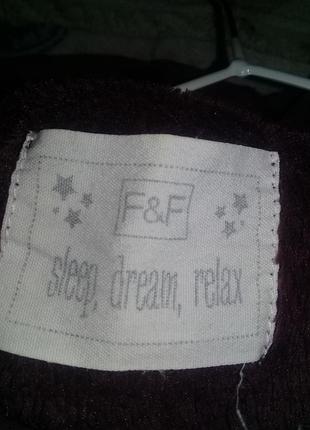 F&F
sleep, dream, relax